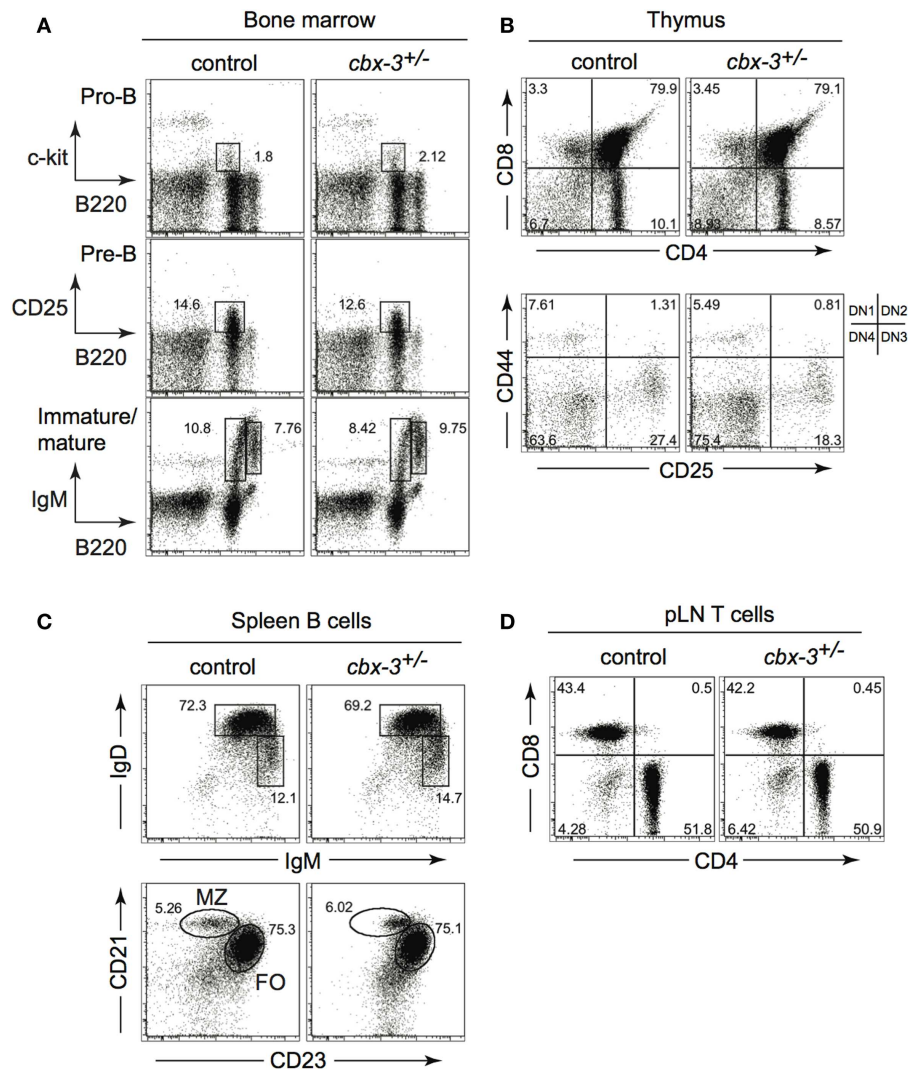 A
Bone marrow
control
cbx-3+/-
Pro-B
c-kit
B220
1.8
2.12
Pre-B
CD25
B220
14.6
12.6
Immature/
mature
IgM
B220
10.8
7.76
8.42
9.75
B
Thymus
control
cbx-3+/-
CD8
3.3
79.9
6.7
10.1
3.45
79.1
8.93
8.57
CD4
CD44
7.61
1.31
63.6
27.4
5.49
0.81
75.4
18.3
DN1 DN2
DN4 DN3
CD25
C
Spleen B cells
control
cbx-3+/-
IgD
72.3
12.1
69.2
14.7
IgM
CD21
5.26
MZ
75.3
FO
6.02
75.1
CD23
D
pLN T cells
control
cbx-3+/-
CD8
43.4
0.5
4.28
51.8
42.2
0.45
6.42
50.9
CD4